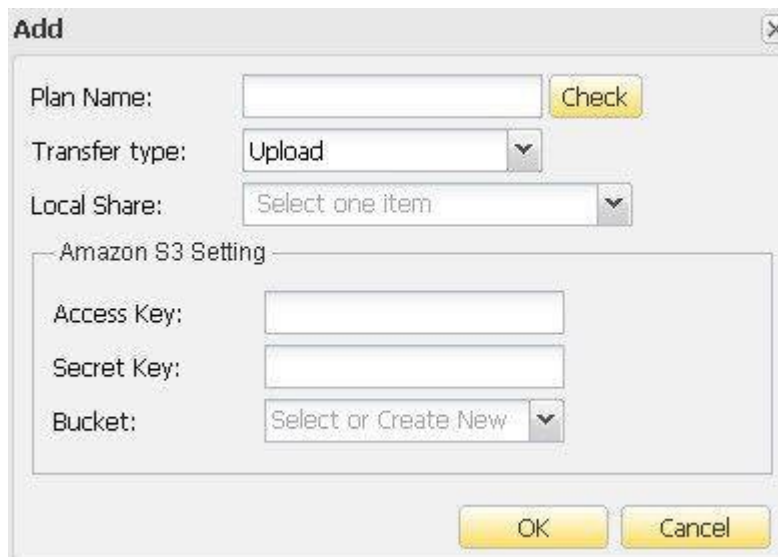 Add
Plan Name: Check
Transfer type: Upload
Local Share: Select one item
Amazon S3 Setting
Access Key:
Secret Key:
Bucket: Select or Create New
OK Cancel